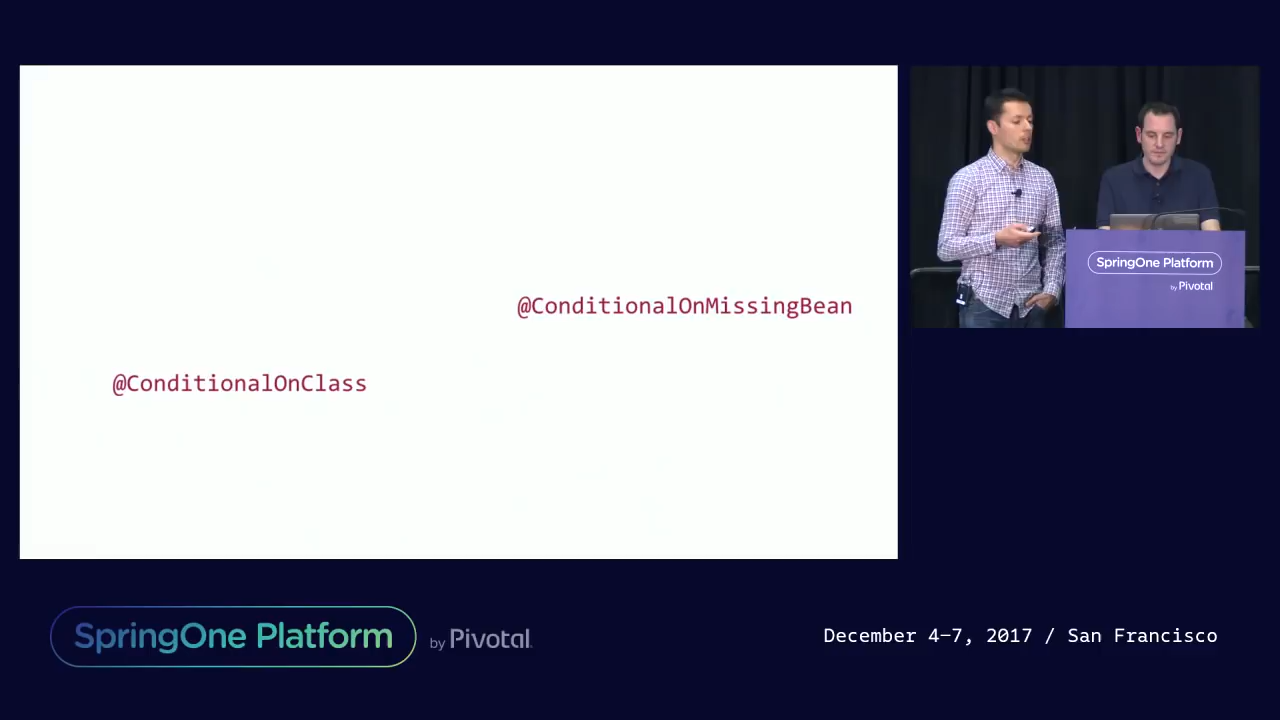 @ConditionalOnMissingBean
@ConditionalOnClass
SpringOne Platform
by Pivotal
SpringOne Platform
by Pivotal.
December 4–7, 2017 / San Francisco